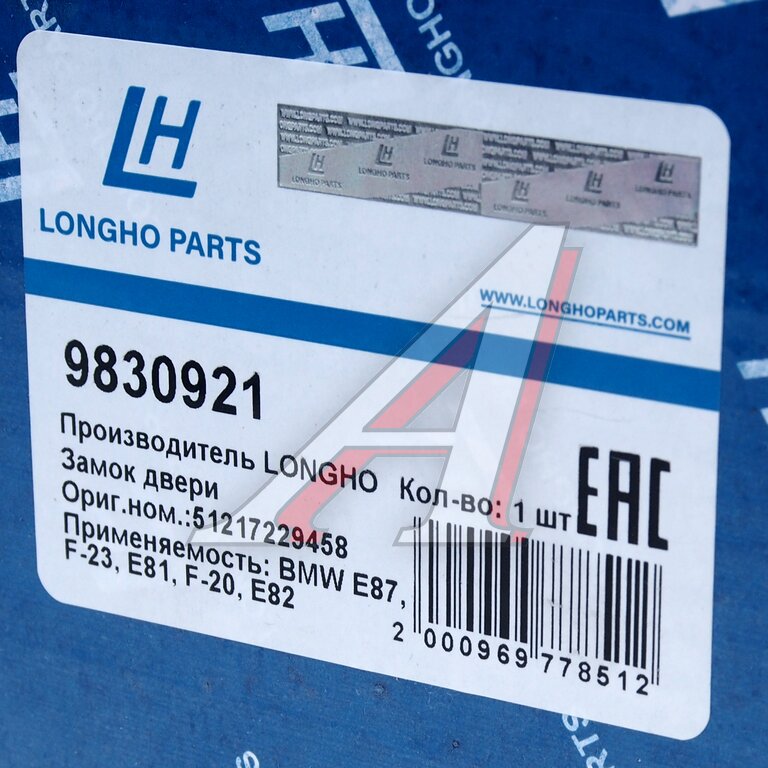 LH
LONGHO PARTS
WWW.LONGHOPARTS.COM
9830921
Производитель LONGHO
Замок двери
Кол-во: 1 шт
EAC
Ориг.ном.:51217229458
Применяемость: BMW E87,
F-23, E81, F-20, E82
2 000969 778512